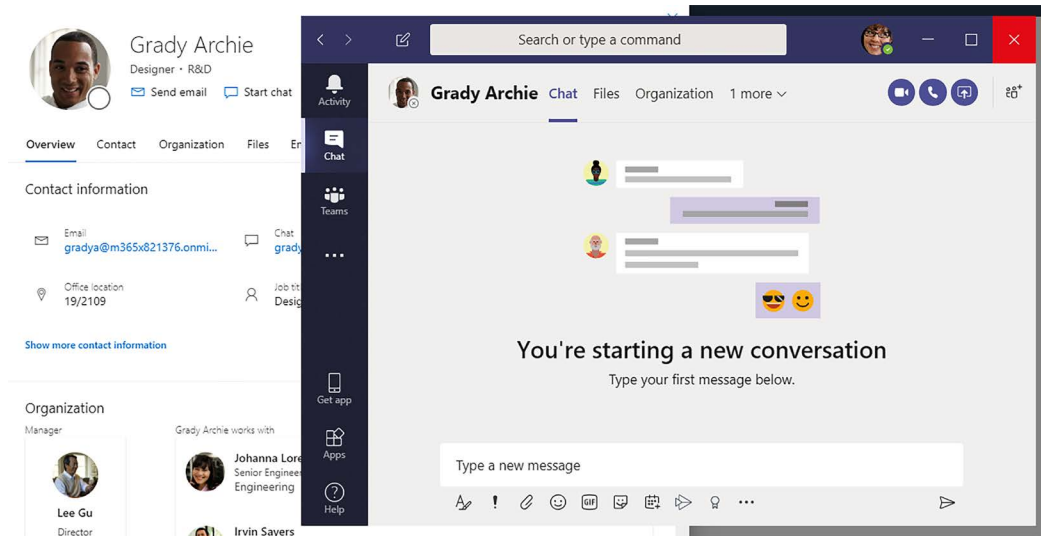 Grady Archie
Designer • R&D
Send email Start chat
Overview Contact Organization Files
Contact information
Email
gradya@m365x821376.onmi...
Chat
Office location
19/2109
Show more contact information
Organization
Manager
Lee Gu
Director
Grady Archie works with
Johanna
Engineering
Irvin Sayers
Search or type a command
Activity
Chat
Teams
Get app
Apps
Help
Grady Archie Chat Files Organization 1 more
You're starting a new conversation
Type your first message below.
Type a new message
GIF